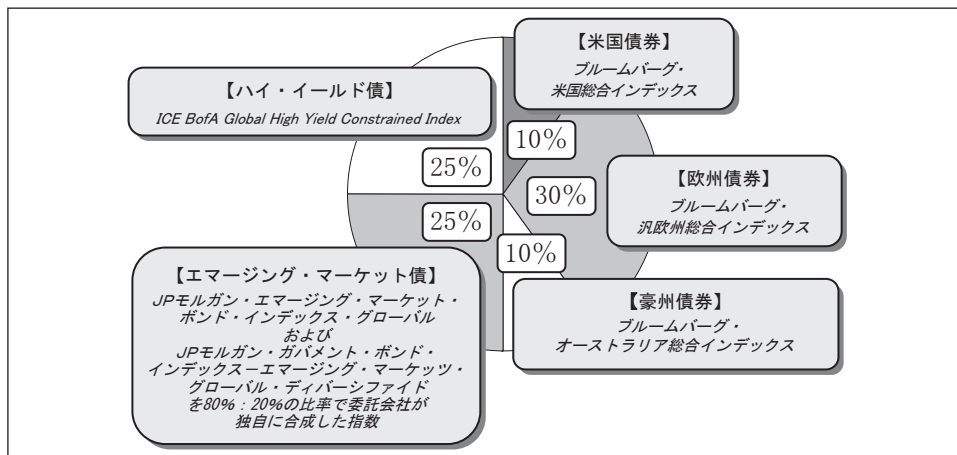 【米国債券】
ブルームバーグ・
米国総合インデックス
10%
【欧州債券】
ブルームバーグ・
汎欧州総合インデックス
30%
【豪州債券】
ブルームバーグ・
オーストラリア総合インデックス
10%
【エマージング・マーケット債】
JPモルガン・エマージング・マーケット・
ボンド・インデックス・グローバル
および
JPモルガン・ガバメント・ボンド・
インデックス−エマージング・マーケッツ・
グローバル・ディバーシファイド
を80%：20%の比率で委託会社が
独自に合成した指数
25%
【ハイ・イールド債】
ICE BofA Global High Yield Constrained Index
25%